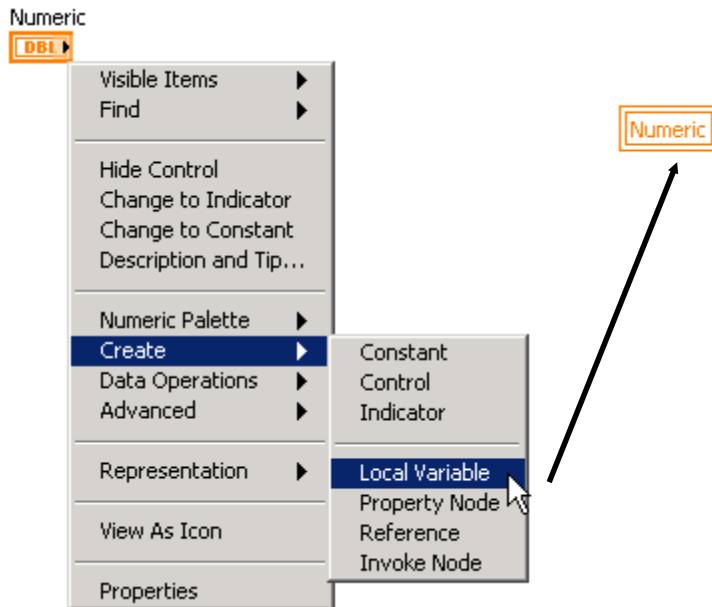 Numeric
DBL
Visible Items
Find
Numeric
Hide Control
Change to Indicator
Change to Constant
Description and Tip...
Numeric Palette
Create
Data Operations
Advanced
Representation
View As Icon
Properties
Constant
Control
Indicator
Local Variable
Property Node
Reference
Invoke Node